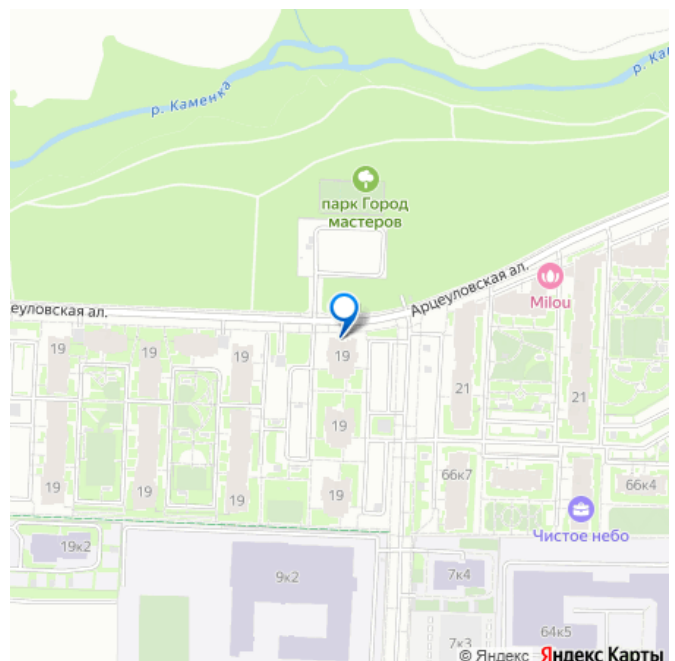 р. Каменка
р. Ка
парк Город
мастеров
Арцеуловская ал.
Milou
еуловская ал.
19
19
19
19
21
21
19
66к7
66к4
19
19
19
19
Чистое небо
19к2
9к2
7к4
7к3
64к5
© Яндекс Яндекс Карты